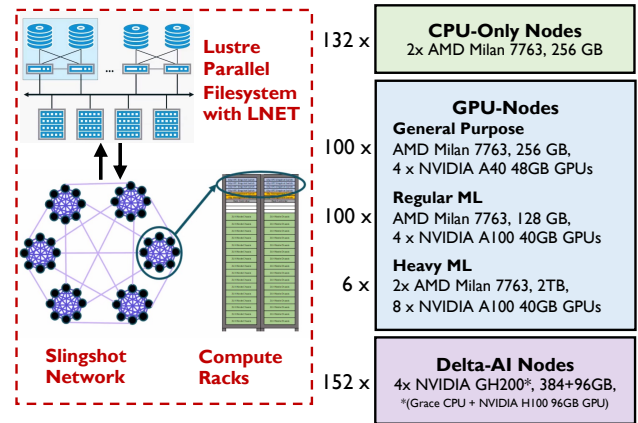 Lustre
Parallel
Filesystem
with LNET
...
Slingshot
Network
Compute
Racks
132 x
CPU-Only Nodes
2x AMD Milan 7763, 256 GB
GPU-Nodes
General Purpose
100 x
AMD Milan 7763, 256 GB,
4 x NVIDIA A40 48GB GPUs
Regular ML
100 x
AMD Milan 7763, 128 GB,
4 x NVIDIA A100 40GB GPUs
Heavy ML
6 x
2x AMD Milan 7763, 2TB,
8 x NVIDIA A100 40GB GPUs
Delta-AI Nodes
152 x
4x NVIDIA GH200*, 384+96GB,
*(Grace CPU + NVIDIA H100 96GB GPU)